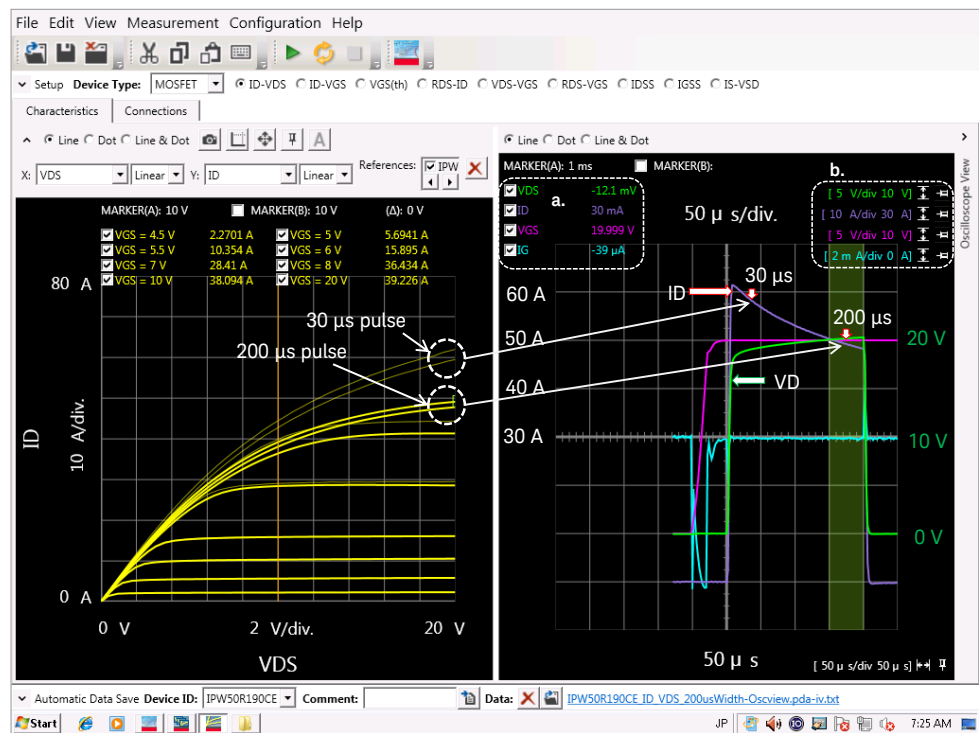 File Edit View Measurement Configuration Help
Setup Device Type: MOSFET ID-VDS ID-VGS VGS(th) RDS-ID VDS-VGS RDS-VGS IDSS IGSS IS-VSD
Characteristics Connections
Line Dot Line & Dot A
X: VDS Linear Y: ID Linear References: IPW
MARKER(A): 10 V MARKER(B): 10 V (Δ): 0 V
VGS = 4.5 V 2.2701 A VGS = 5 V 5.6941 A
VGS = 5.5 V 10.354 A VGS = 6 V 15.895 A
VGS = 7 V 28.41 A VGS = 8 V 36.434 A
VGS = 10 V 38.094 A VGS = 20 V 39.226 A
80 A
30 µs pulse
200 µs pulse
ID
10 A/div.
0 A
0 V 2 V/div. 20 V
VDS
Line Dot Line & Dot
Oscilloscope View
MARKER(A): 1 ms MARKER(B):
a.
VDS -12.1 mV
ID 30 mA
VGS 19.999 V
IG -39 µA
b.
[ 5 V/div 10 V]
[ 10 A/div 30 A]
[ 5 V/div 10 V]
[ 2 m A/div 0 A]
50 µ s/div.
30 µs
ID
60 A
200 µs
50 A
20 V
VD
40 A
30 A
10 V
0 V
50 µ s
[ 50 µ s/div 50 µ s]
Automatic Data Save Device ID: IPW50R190CE Comment: Data: IPW50R190CE ID VDS 200usWidth-Oscview.pda-iv.txt
Start JP 7:25 AM